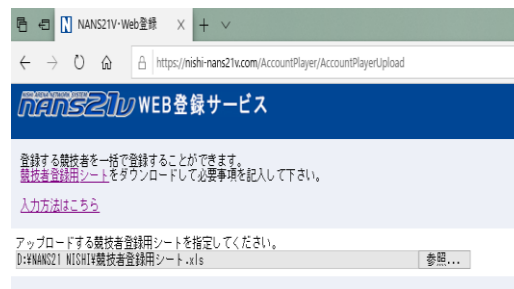 NANS21V・Web登録
https://nishi-nans21v.com/AccountPlayer/AccountPlayerUpload
nans21v WEB登録サービス
登録する競技者を一括で登録することができます。
競技者登録用シートをダウンロードして必要事項を記入して下さい。
入力方法はこちら
アップロードする競技者登録用シートを指定してください。
D:¥NANS21 NISHI¥競技者登録用シート.xls 参照...